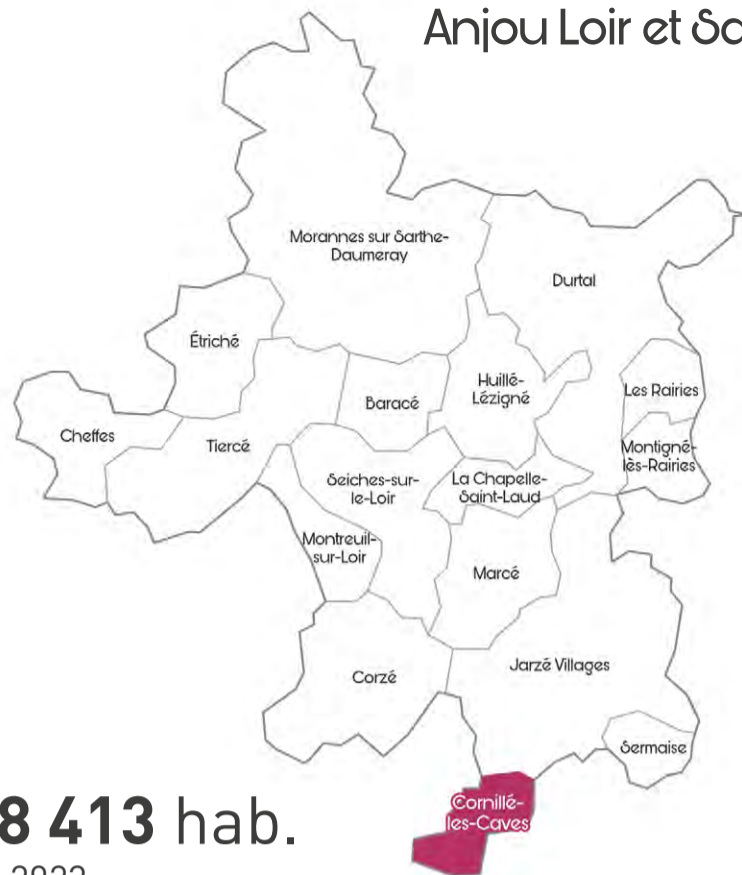 Anjou Loir et Sa
Morannes sur Sarthe-
Daumeray
Durtal
Étriché
Huillé-
Lézigné
Les Rairies
Baracé
Cheffes
Tiercé
Montigné-
lès-Rairies
Seiches-sur-
le-Loir
La Chapelle-
Saint-Laud
Montreuil-
sur-Loir
Marcé
Jarzé Villages
Corzé
Sermaise
Cornillé-
les-Caves
8 413 hab.